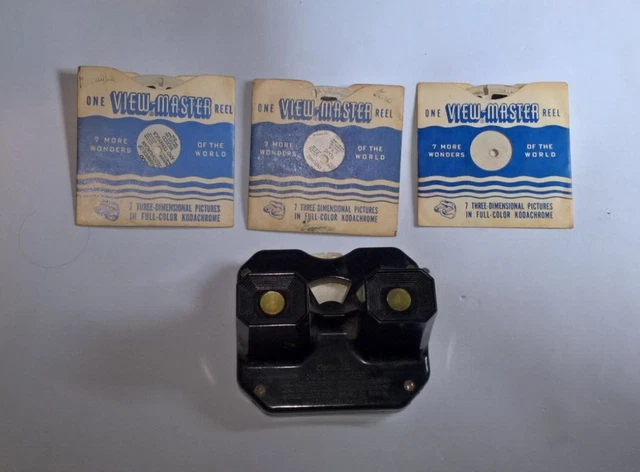 ONE VIEW-MASTER REEL
7 MORE WONDERS OF THE WORLD
7 THREE-DIMENSIONAL PICTURES
IN FULL-COLOR KODACHROME
ONE VIEW-MASTER REEL
7 MORE WONDERS OF THE WORLD
7 THREE-DIMENSIONAL PICTURES
IN FULL-COLOR KODACHROME
ONE VIEW-MASTER REEL
7 MORE WONDERS OF THE WORLD
7 THREE-DIMENSIONAL PICTURES
IN FULL-COLOR KODACHROME